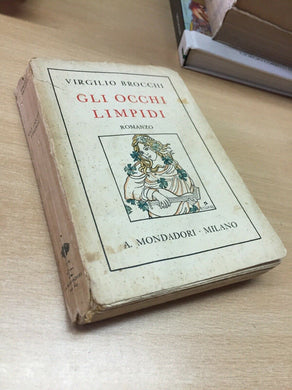 VIRGILIO BROCCHI
GLI OCCHI
LIMPIDI
ROMANZO
A. MONDADORI · MILANO